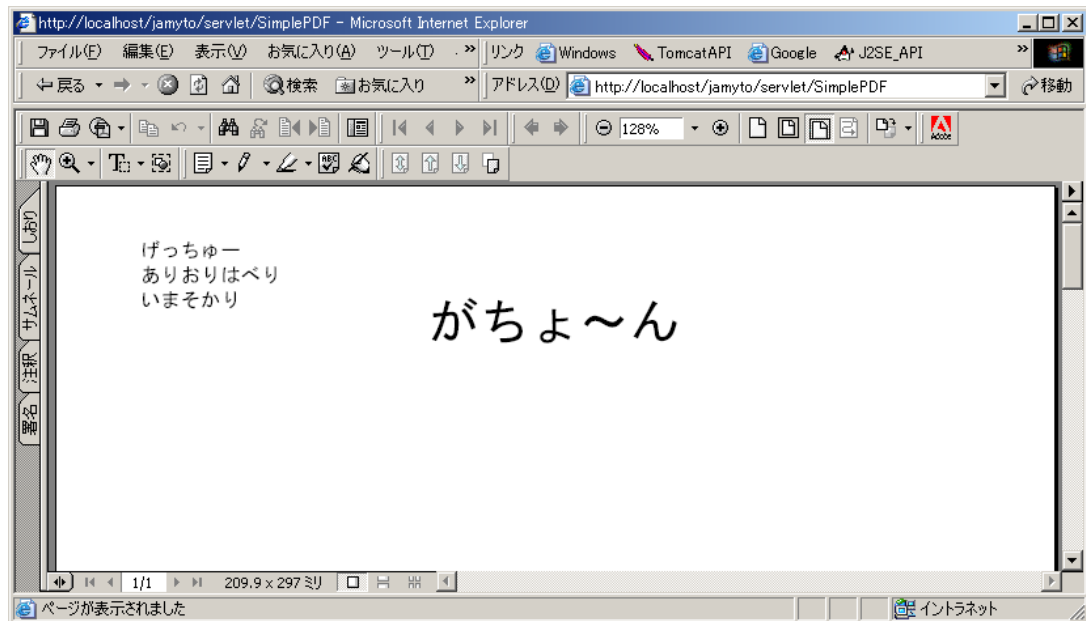 http://localhost/jamyto/servlet/SimplePDF - Microsoft Internet Explorer
ファイル(F) 編集(E) 表示(V) お気に入り(A) ツール(T) » リンク Windows TomcatAPI Google J2SE_API »
戻る 検索 お気に入り » アドレス(D) http://localhost/jamyto/servlet/SimplePDF 移動
128% Adobe
ABC
しおり
サムネール
注釈
署名
げっちゅー
ありおりはべり
いまそかり
がちょ～ん
1/1 209.9 x 297 ミリ
ページが表示されました イントラネット